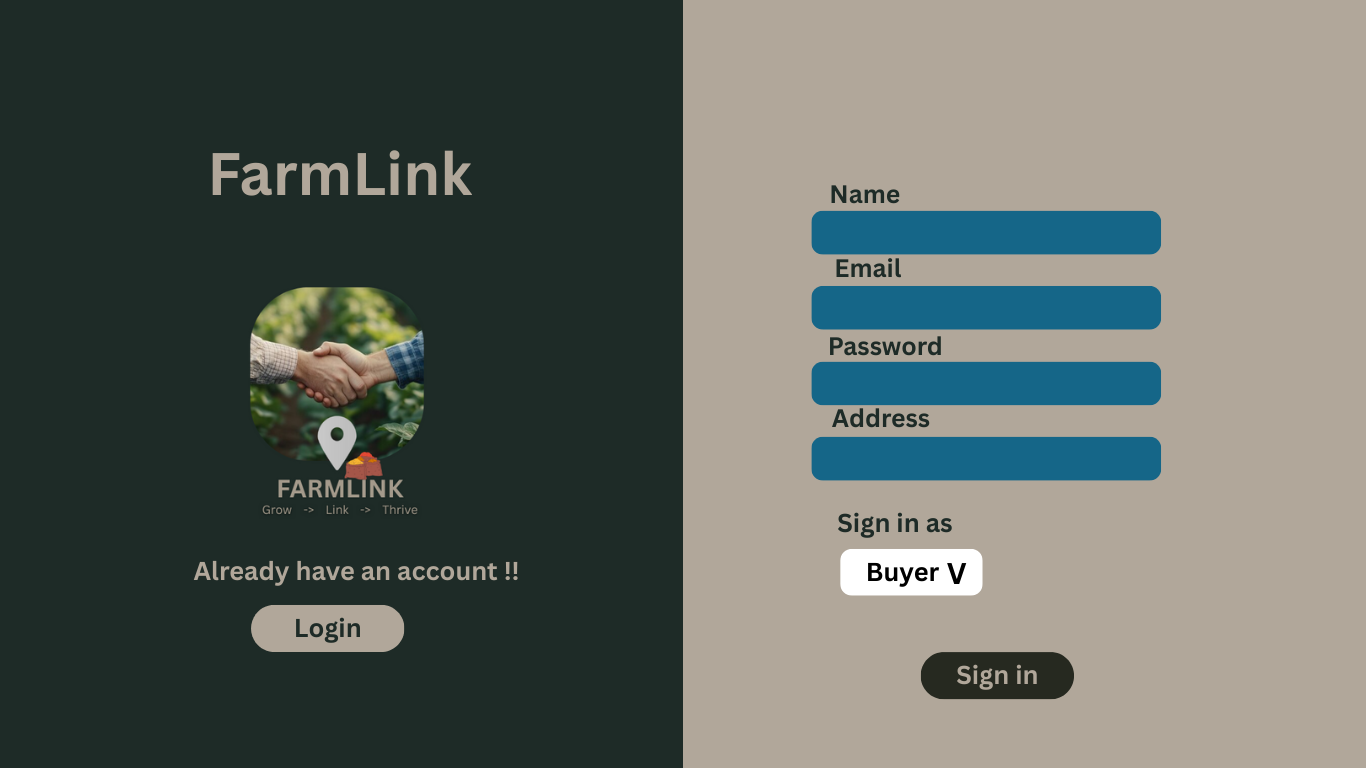 FarmLink
FARMLINK
Grow -> Link -> Thrive
Already have an account !!
Login
Name
Email
Password
Address
Sign in as
Buyer V
Sign in